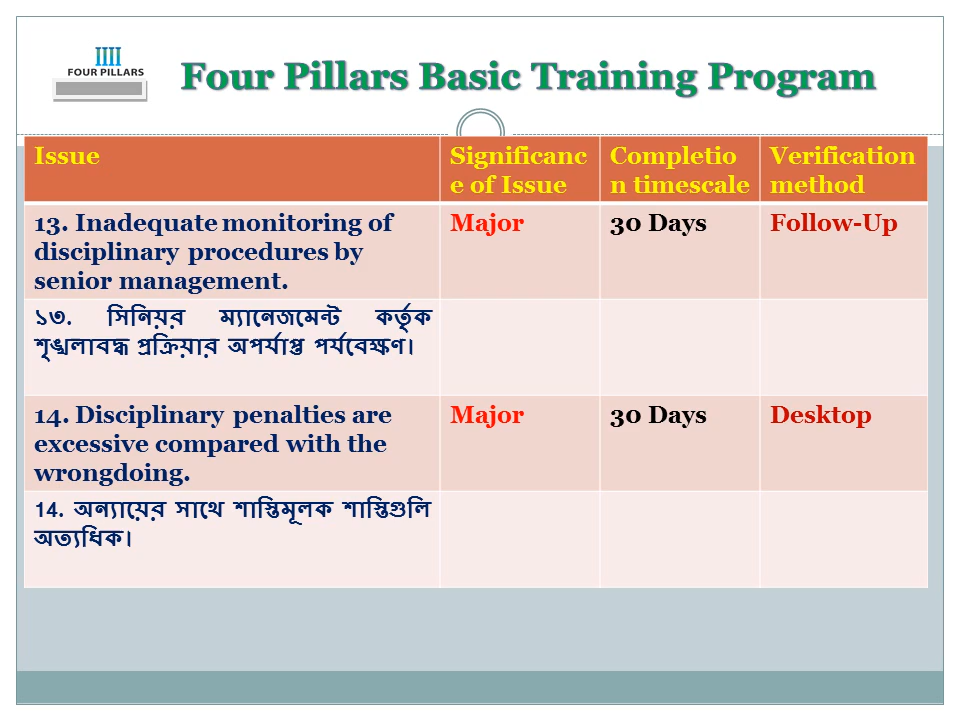 IIII
FOUR PILLARS
Four Pillars Basic Training Program
Issue
Significanc
e of Issue
Completio
n timescale
Verification
method
13. Inadequate monitoring of
disciplinary procedures by
senior management.
Major
30 Days
Follow-Up
১৩. সিনিয়র ম্যানেজমেন্ট কর্তৃক
শৃঙ্খলাবদ্ধ প্রক্রিয়ার অপর্যাপ্ত পর্যবেক্ষণ।
14. Disciplinary penalties are
excessive compared with the
wrongdoing.
Major
30 Days
Desktop
14. অন্যায়ের সাথে শাস্তিমূলক শাস্তিগুলি
অত্যধিক।